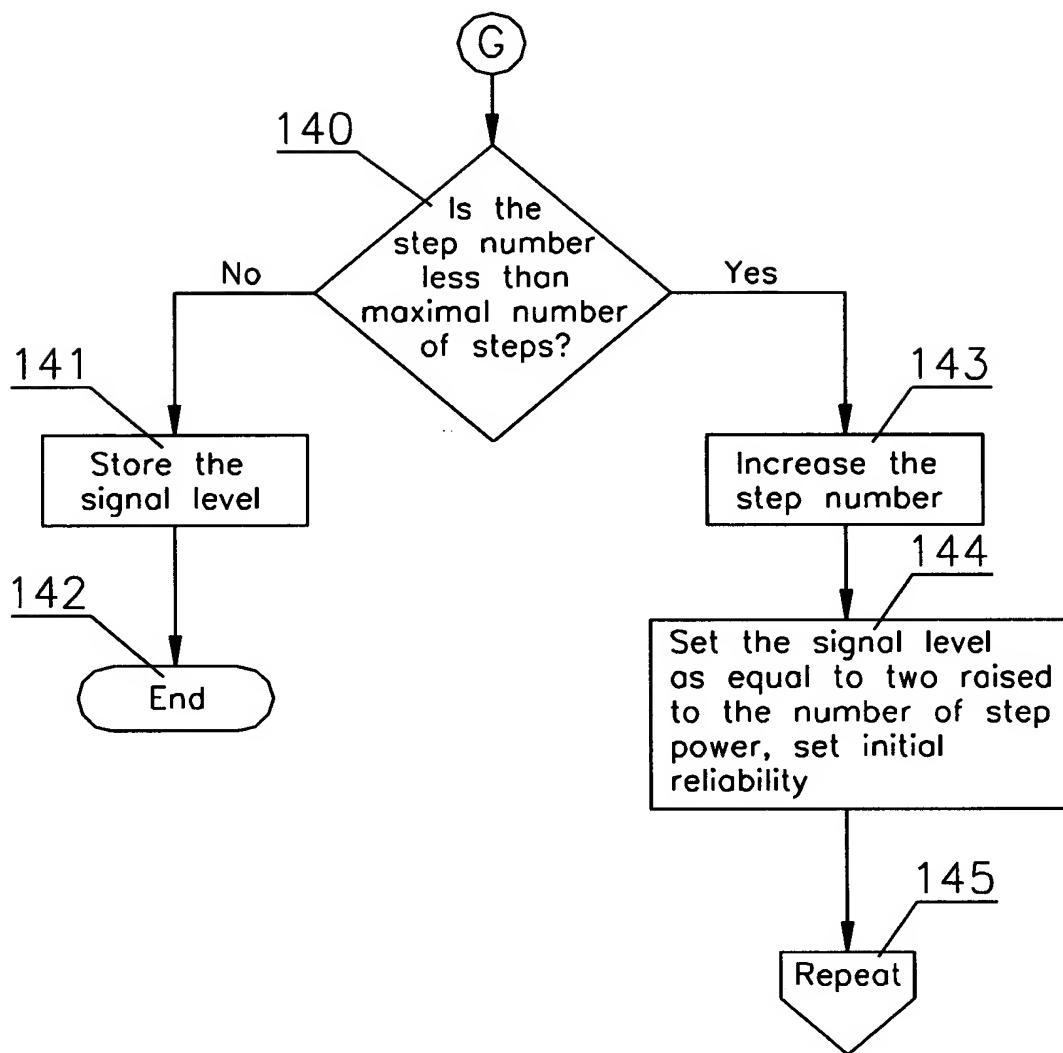 G
140
Is the
step number
less than
maximal number
of steps?
No
Yes
141
Store the
signal level
143
Increase the
step number
142
End
144
Set the signal level
as equal to two raised
to the number of step
power, set initial
reliability
145
Repeat